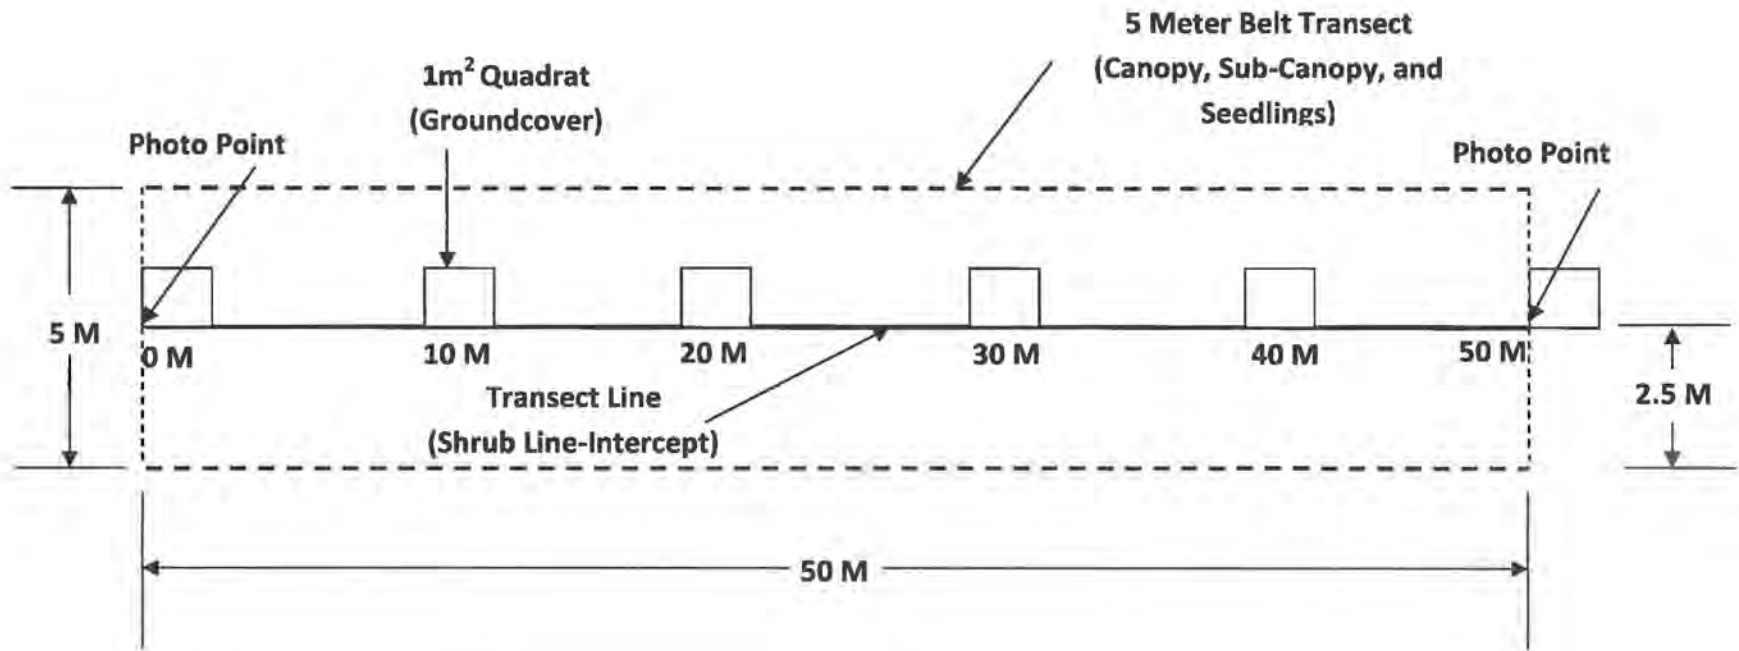 5 Meter Belt Transect
(Canopy, Sub-Canopy, and
Seedlings)
1m² Quadrat
(Groundcover)
Photo Point
Photo Point
5 M
0 M
10 M
20 M
30 M
40 M
50 M
2.5 M
Transect Line
(Shrub Line-Intercept)
50 M